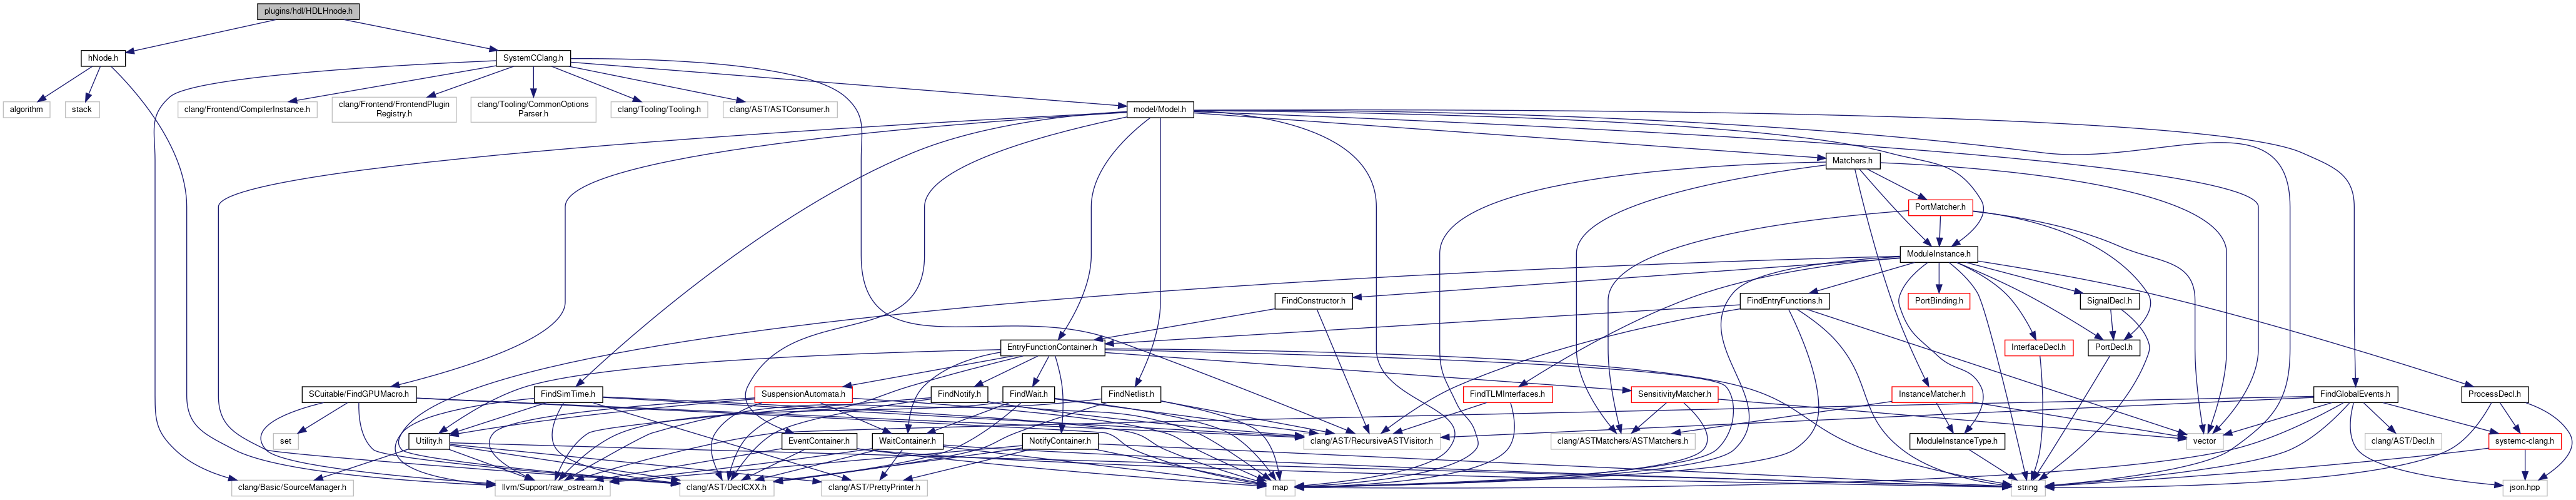 plugins/hdl/HDLHnode.h
hNode.h
SystemCClang.h
algorithm
stack
clang/Frontend/CompilerInstance.h
clang/Frontend/FrontendPlugin
Registry.h
clang/Tooling/CommonOptions
Parser.h
clang/Tooling/Tooling.h
clang/AST/ASTConsumer.h
model/Model.h
Matchers.h
PortMatcher.h
ModuleInstance.h
FindConstructor.h
FindEntryFunctions.h
PortBinding.h
SignalDecl.h
EntryFunctionContainer.h
InterfaceDecl.h
PortDecl.h
SCuitable/FindGPUMacro.h
FindSimTime.h
SuspensionAutomata.h
FindNotify.h
FindWait.h
FindNetlist.h
FindTLMInterfaces.h
SensitivityMatcher.h
InstanceMatcher.h
FindGlobalEvents.h
ProcessDecl.h
set
Utility.h
EventContainer.h
WaitContainer.h
NotifyContainer.h
clang/AST/RecursiveASTVisitor.h
clang/ASTMatchers/ASTMatchers.h
ModuleInstanceType.h
vector
clang/AST/Decl.h
systemc-clang.h
clang/Basic/SourceManager.h
llvm/Support/raw_ostream.h
clang/AST/DeclCXX.h
clang/AST/PrettyPrinter.h
map
string
json.hpp